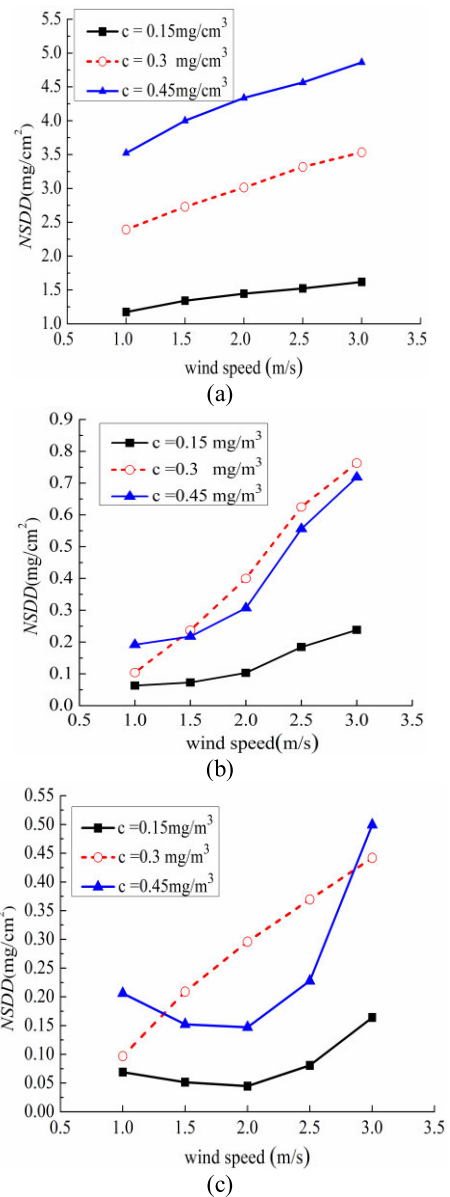 5.5
5.0
4.5
4.0
3.5
3.0
2.5
2.0
1.5
1.0
NSDD(mg/cm²)
c = 0.15mg/cm³
c = 0.3 mg/cm³
c = 0.45mg/cm³
0.5 1.0 1.5 2.0 2.5 3.0 3.5
wind speed (m/s)
(a)
0.9
0.8
0.7
0.6
0.5
0.4
0.3
0.2
0.1
0.0
NSDD(mg/cm²)
c =0.15 mg/m³
c =0.3 mg/m³
c =0.45 mg/m³
0.5 1.0 1.5 2.0 2.5 3.0 3.5
wind speed(m/s)
(b)
0.55
0.50
0.45
0.40
0.35
0.30
0.25
0.20
0.15
0.10
0.05
0.00
NSDD(mg/cm²)
c =0.15mg/m³
c =0.3 mg/m³
c =0.45mg/m³
0.5 1.0 1.5 2.0 2.5 3.0 3.5
wind speed(m/s)
(c)